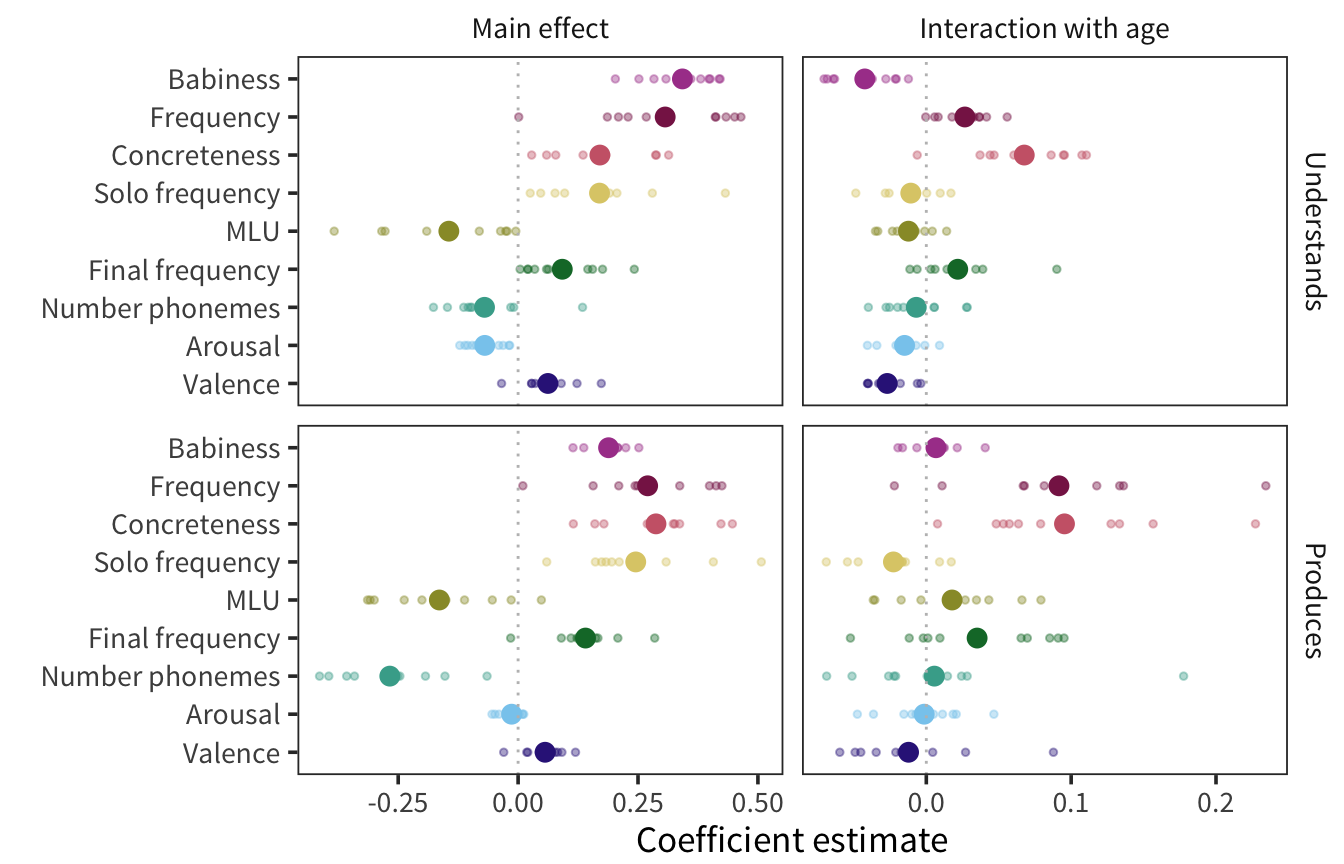 Main effect
Interaction with age
Babiness
Frequency
Concreteness
Solo frequency
MLU
Final frequency
Number phonemes
Arousal
Valence
Understands
Babiness
Frequency
Concreteness
Solo frequency
MLU
Final frequency
Number phonemes
Arousal
Valence
Produces
-0.25 0.00 0.25 0.50 0.0 0.1 0.2
Coefficient estimate